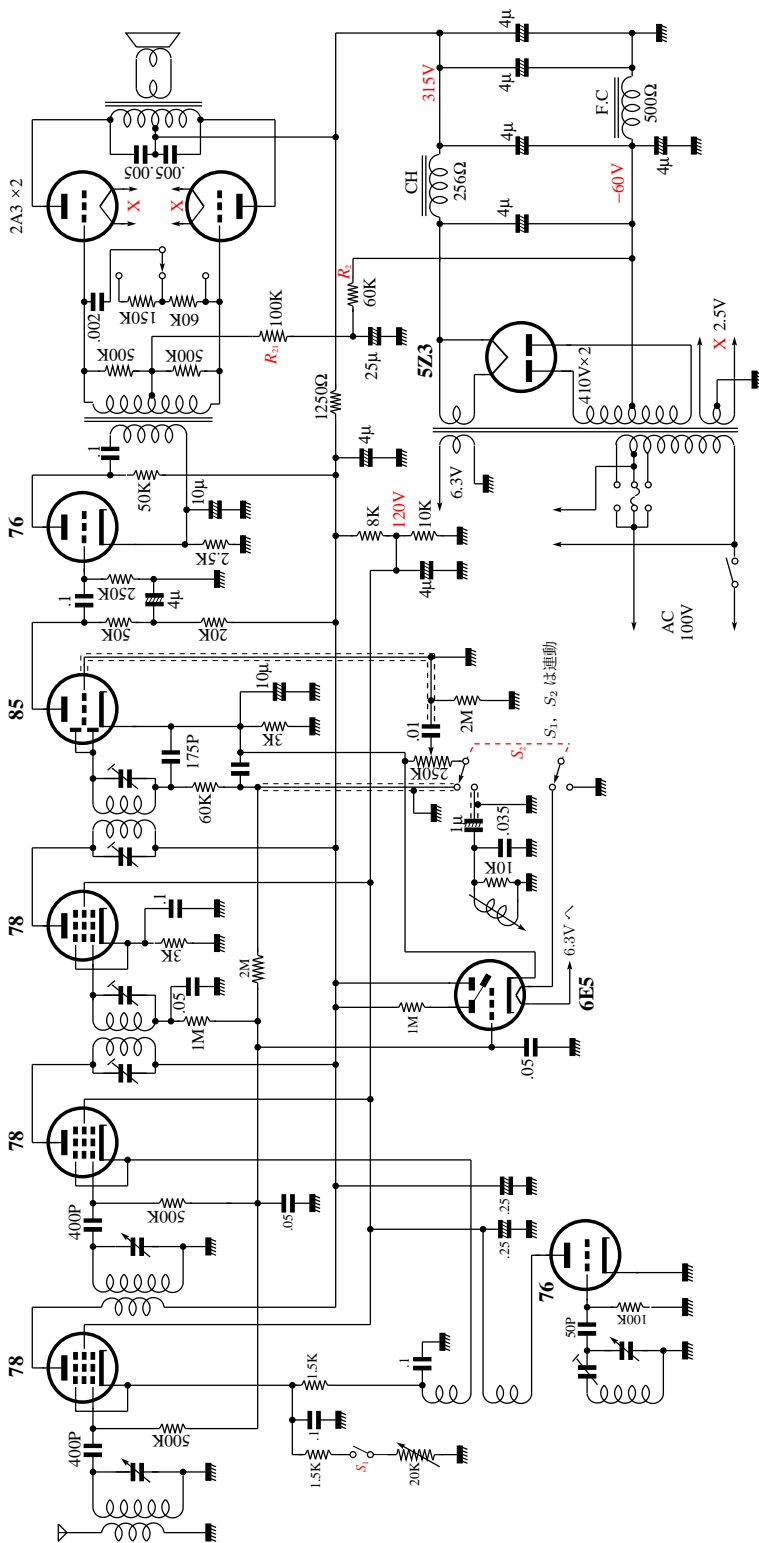 78
78
78
85
76
2A3 ×2
400P
400P
.1
.1
.002
.005
.005
X
X
500K
500K
1M
.05
3K
.1
60K
175P
50K
20K
250K
4μ
2.5K
50K
10μ
500K
500K
150K
60K
10μ
3K
2M
.05
R21
100K
R2
60K
25μ
1250Ω
4μ
1.5K
.1
1.5K
S1
20K
.1
8K
120V
10K
4μ
1M
.25
.25
250K
.01
2M
1μ
.035
10K
S2
S1, S2 は連動
6E5
6.3V へ
.05
76
50P
100K
5Z3
6.3V
410V×2
CH
256Ω
315V
4μ
4μ
4μ
4μ
−60V
4μ
F.C
500Ω
X 2.5V
AC
100V